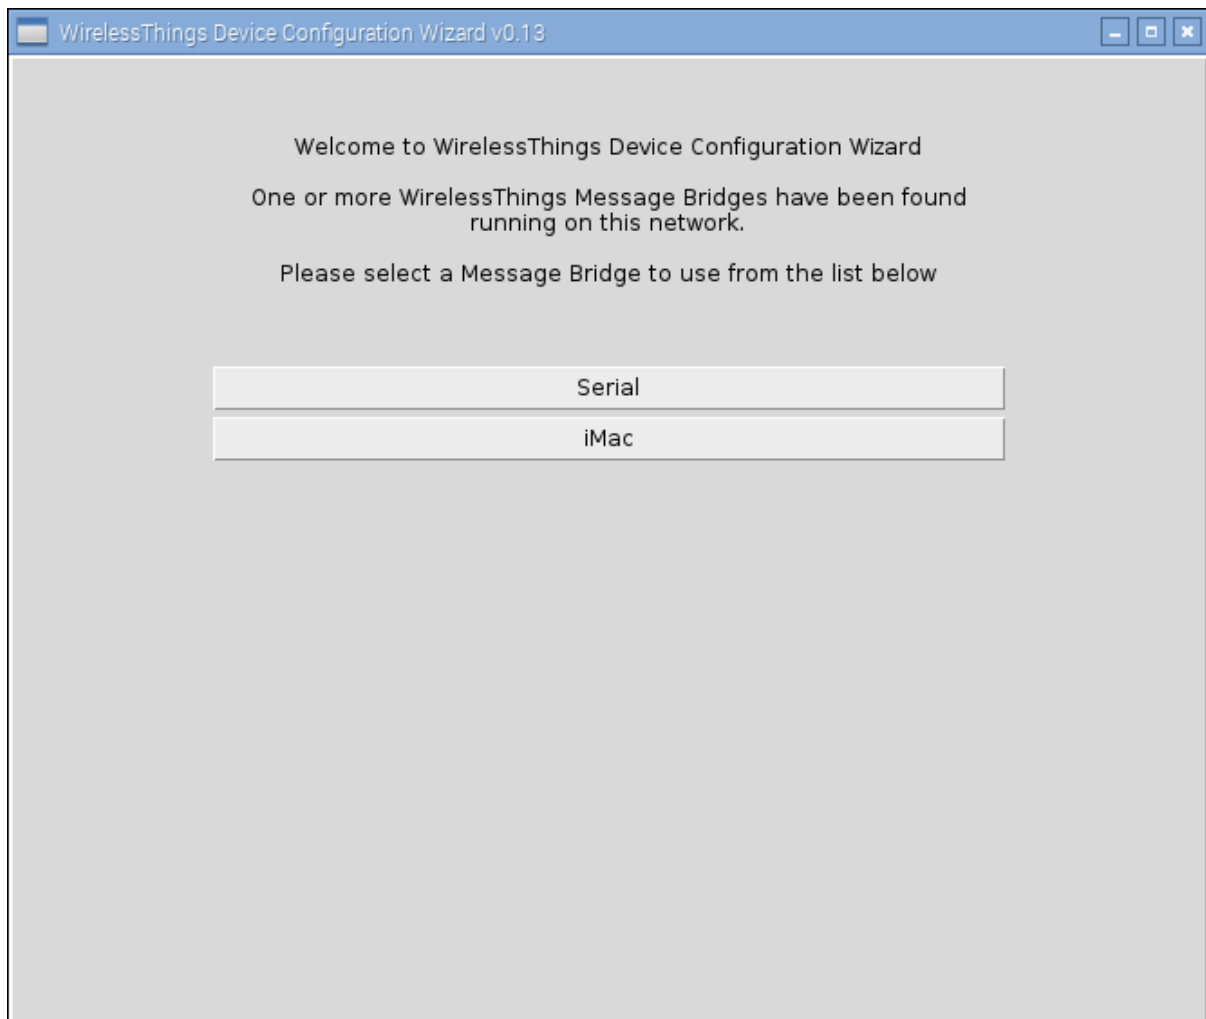 WirelessThings Device Configuration Wizard v0.13
Welcome to WirelessThings Device Configuration Wizard
One or more WirelessThings Message Bridges have been found
running on this network.
Please select a Message Bridge to use from the list below
Serial
iMac